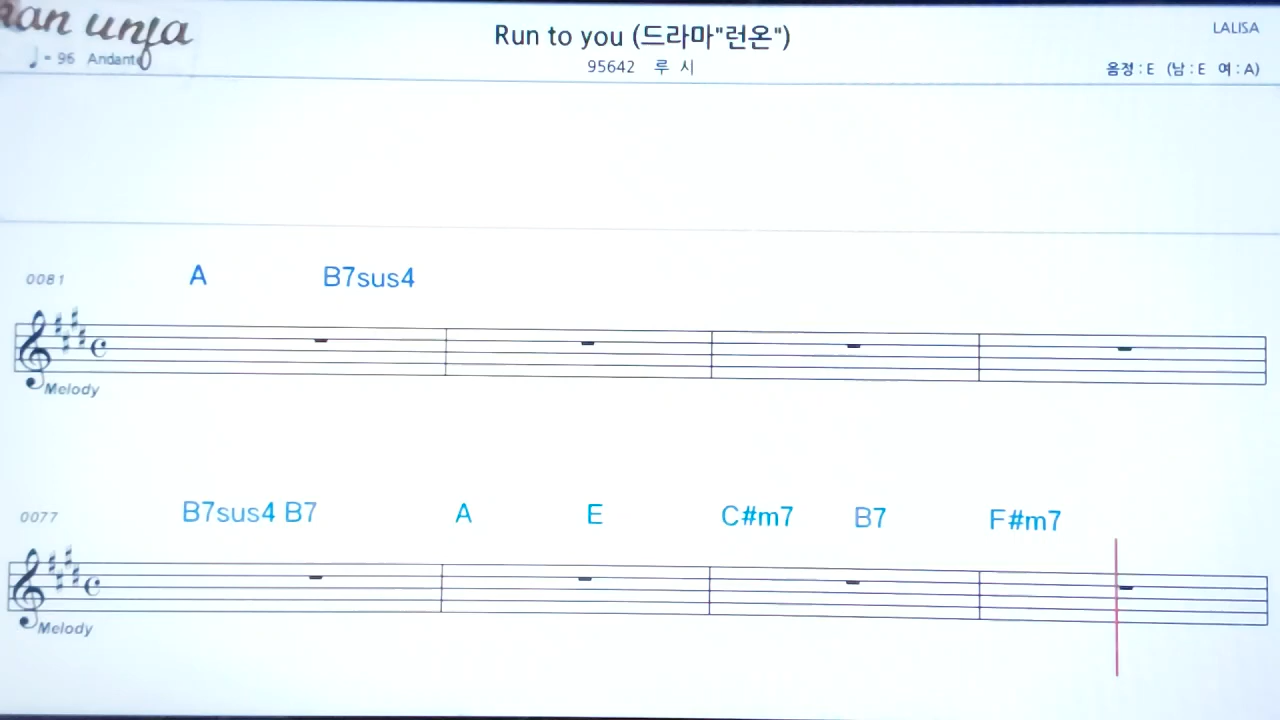 an unja
♩= 96 Andante
Run to you (드라마"런온")
95642 루 시
LALISA
음정 : E (남 : E 여 : A)
0081 A B7sus4
Melody
0077 B7sus4 B7 A E C#m7 B7 F#m7
Melody